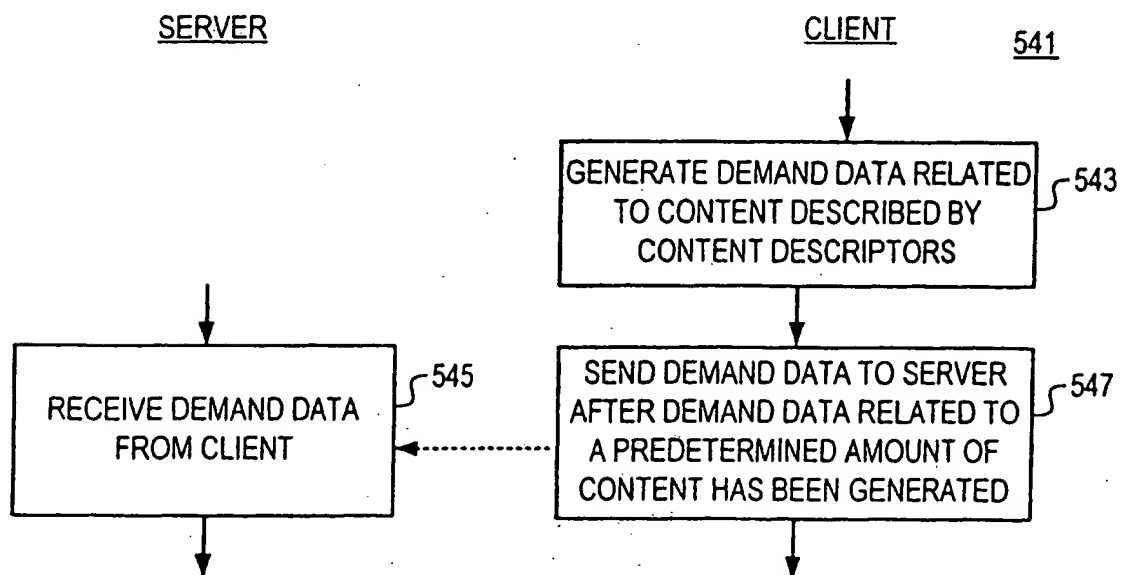 SERVER
CLIENT
541
GENERATE DEMAND DATA RELATED
TO CONTENT DESCRIBED BY
CONTENT DESCRIPTORS
543
RECEIVE DEMAND DATA
FROM CLIENT
545
SEND DEMAND DATA TO SERVER
AFTER DEMAND DATA RELATED TO
A PREDETERMINED AMOUNT OF
CONTENT HAS BEEN GENERATED
547